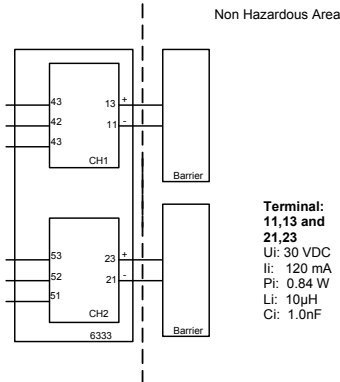 Non Hazardous Area
43
42
43
13 +
11 -
CH1
Barrier
53
52
51
23 +
21 -
CH2
6333
Barrier
Terminal:
11,13 and
21,23
Ui: 30 VDC
Ii: 120 mA
Pi: 0.84 W
Li: 10µH
Ci: 1.0nF